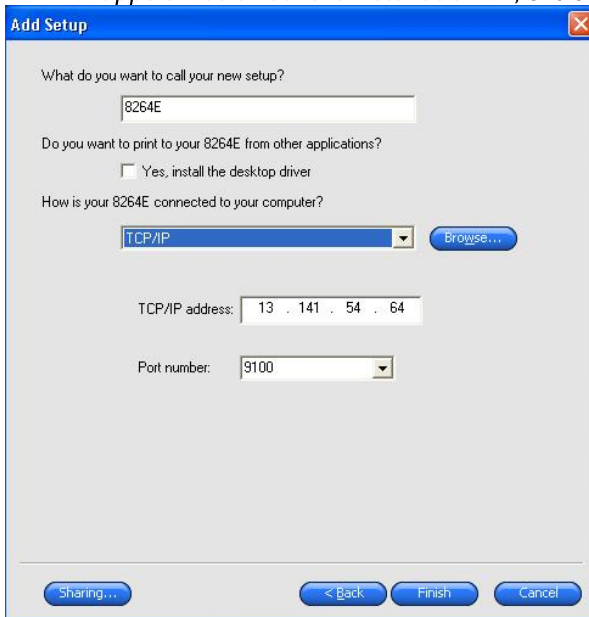 Add Setup
What do you want to call your new setup?
8264E
Do you want to print to your 8264E from other applications?
Yes, install the desktop driver
How is your 8264E connected to your computer?
TCP/IP Browse...
TCP/IP address: 13 . 141 . 54 . 64
Port number: 9100
Sharing... < Back Finish Cancel